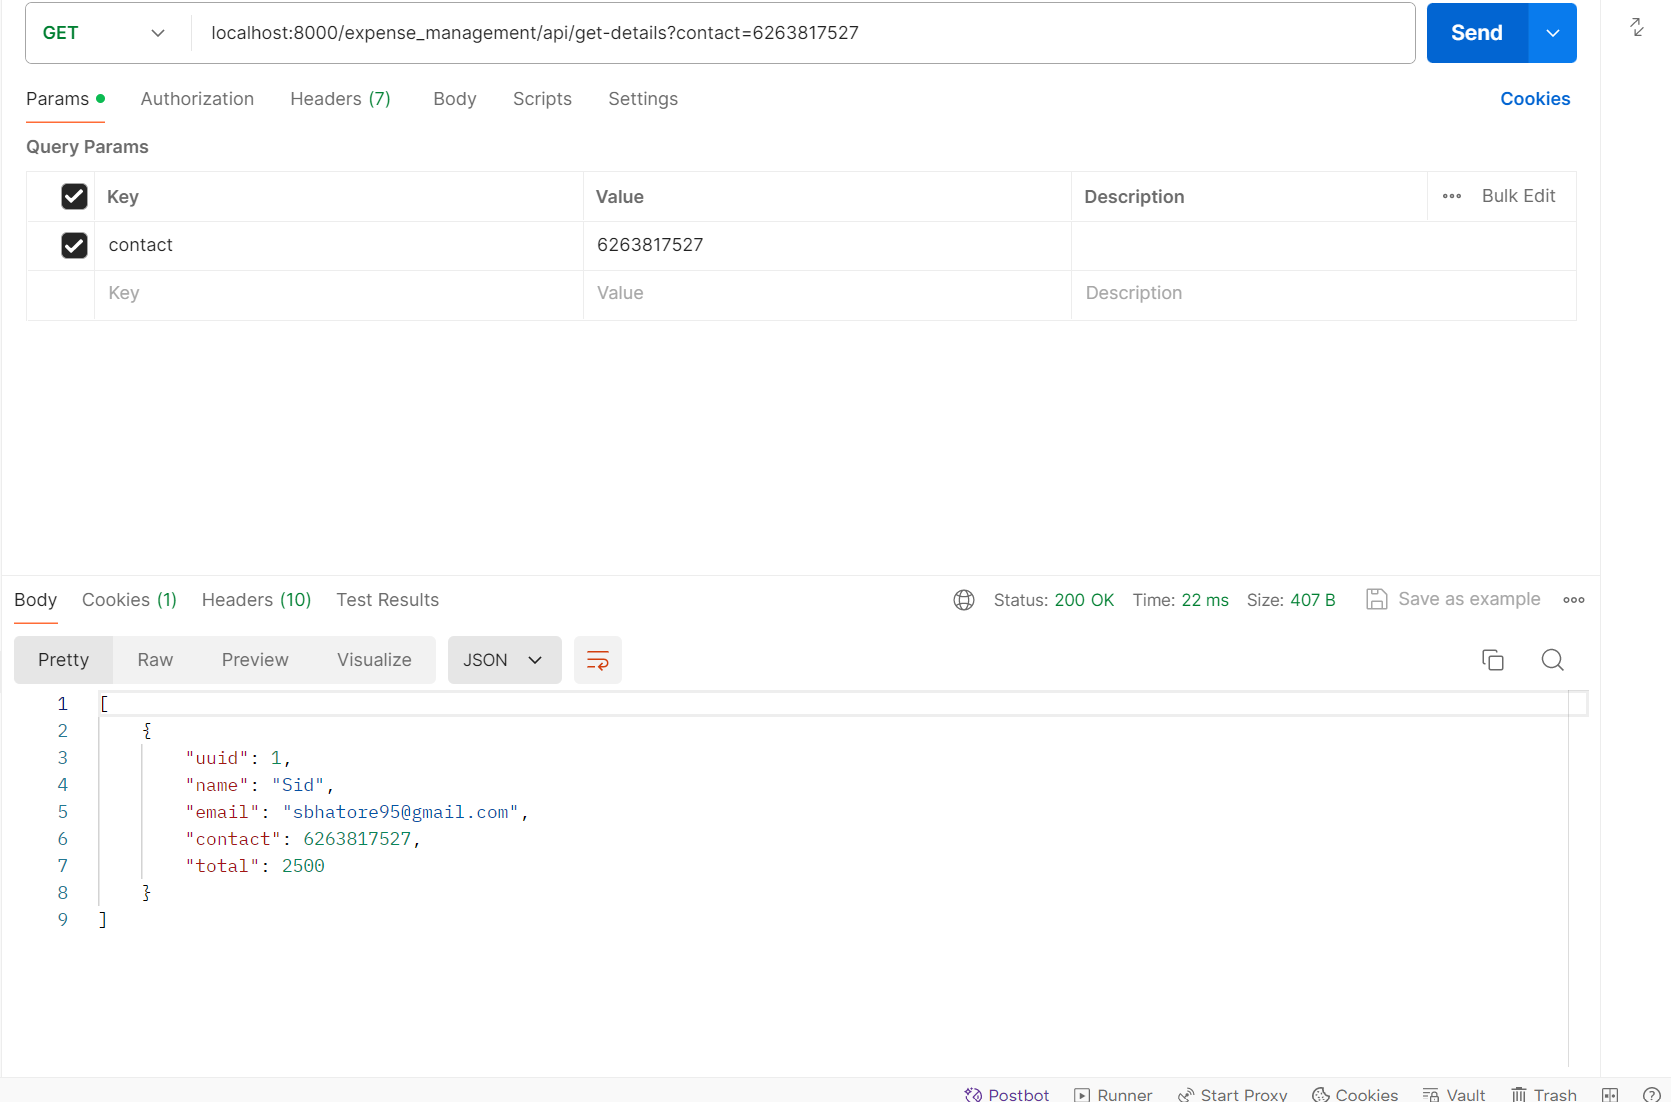 GET localhost:8000/expense_management/api/get-details?contact=6263817527 Send
Params Authorization Headers (7) Body Scripts Settings Cookies
Query Params
Key Value Description Bulk Edit
contact 6263817527
Key Value Description
Body Cookies (1) Headers (10) Test Results Status: 200 OK Time: 22 ms Size: 407 B Save as example
Pretty Raw Preview Visualize JSON
1 [
2 {
3 "uuid": 1,
4 "name": "Sid",
5 "email": "sbhatore95@gmail.com",
6 "contact": 6263817527,
7 "total": 2500
8 }
9 ]
Postbot Runner Start Proxy Cookies Vault Trash